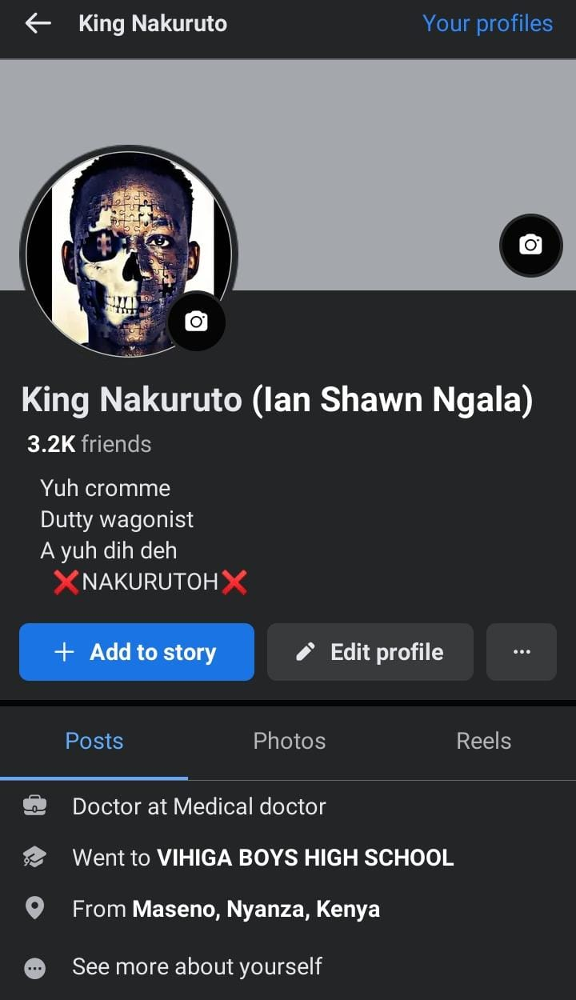 King Nakuruto
Your profiles
King Nakuruto (Ian Shawn Ngala)
3.2K friends
Yuh cromme
Dutty wagonist
A yuh dih deh
❌NAKURUTOH❌
+ Add to story
Edit profile
...
Posts
Photos
Reels
Doctor at Medical doctor
Went to VIHIGA BOYS HIGH SCHOOL
From Maseno, Nyanza, Kenya
See more about yourself